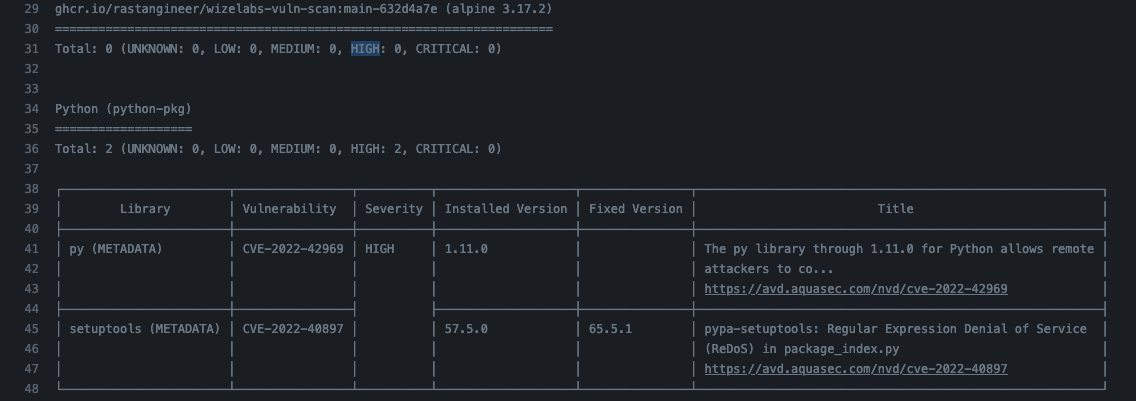 29 ghcr.io/rastangineer/wizelabs-vuln-scan:main-632d4a7e (alpine 3.17.2)
30 =====================================================================
31 Total: 0 (UNKNOWN: 0, LOW: 0, MEDIUM: 0, HIGH: 0, CRITICAL: 0)
32
33
34 Python (python-pkg)
35 ===================
36 Total: 2 (UNKNOWN: 0, LOW: 0, MEDIUM: 0, HIGH: 2, CRITICAL: 0)
37
38
39 Library Vulnerability Severity Installed Version Fixed Version Title
40
41 py (METADATA) CVE-2022-42969 HIGH 1.11.0 The py library through 1.11.0 for Python allows remote
42 attackers to co...
43 https://avd.aquasec.com/nvd/cve-2022-42969
44
45 setuptools (METADATA) CVE-2022-40897 57.5.0 65.5.1 pypa-setuptools: Regular Expression Denial of Service
46 (ReDoS) in package_index.py
47 https://avd.aquasec.com/nvd/cve-2022-40897
48